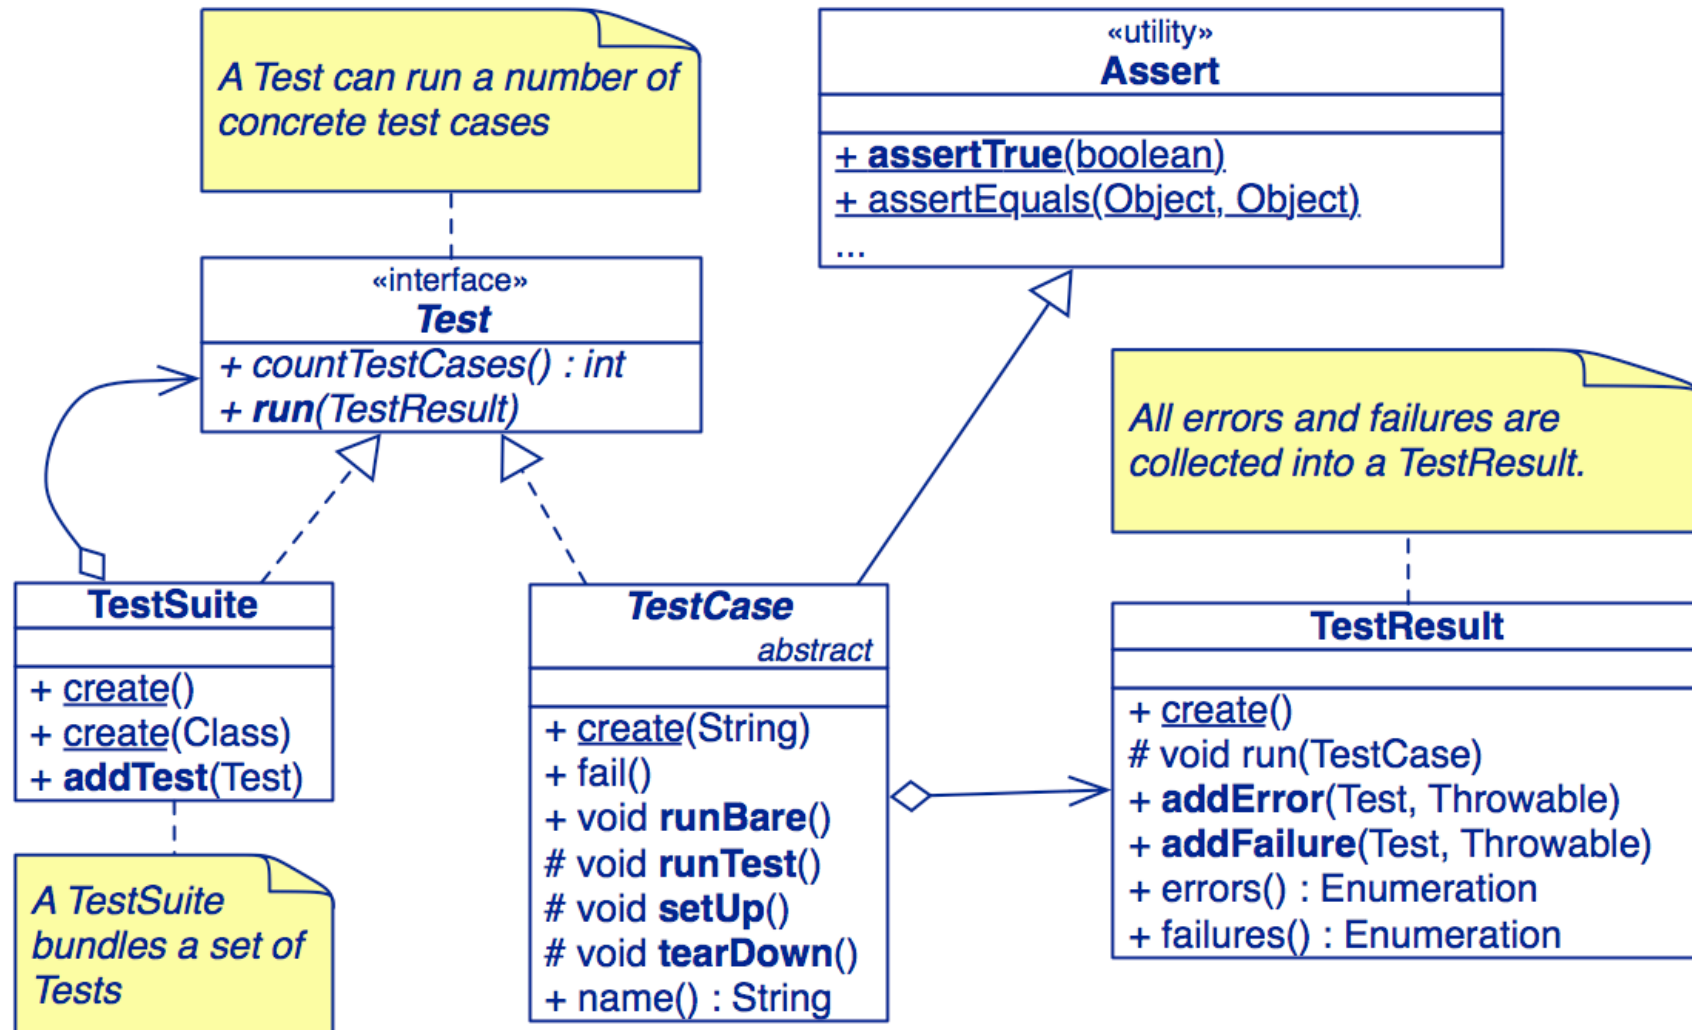 A Test can run a number of
concrete test cases
«utility»
Assert
+ assertTrue(boolean)
+ assertEquals(Object, Object)
...
«interface»
Test
+ countTestCases() : int
+ run(TestResult)
All errors and failures are
collected into a TestResult.
TestSuite
+ create()
+ create(Class)
+ addTest(Test)
A TestSuite
bundles a set of
Tests
TestCase
abstract
+ create(String)
+ fail()
+ void runBare()
# void runTest()
# void setUp()
# void tearDown()
+ name() : String
TestResult
+ create()
# void run(TestCase)
+ addError(Test, Throwable)
+ addFailure(Test, Throwable)
+ errors() : Enumeration
+ failures() : Enumeration